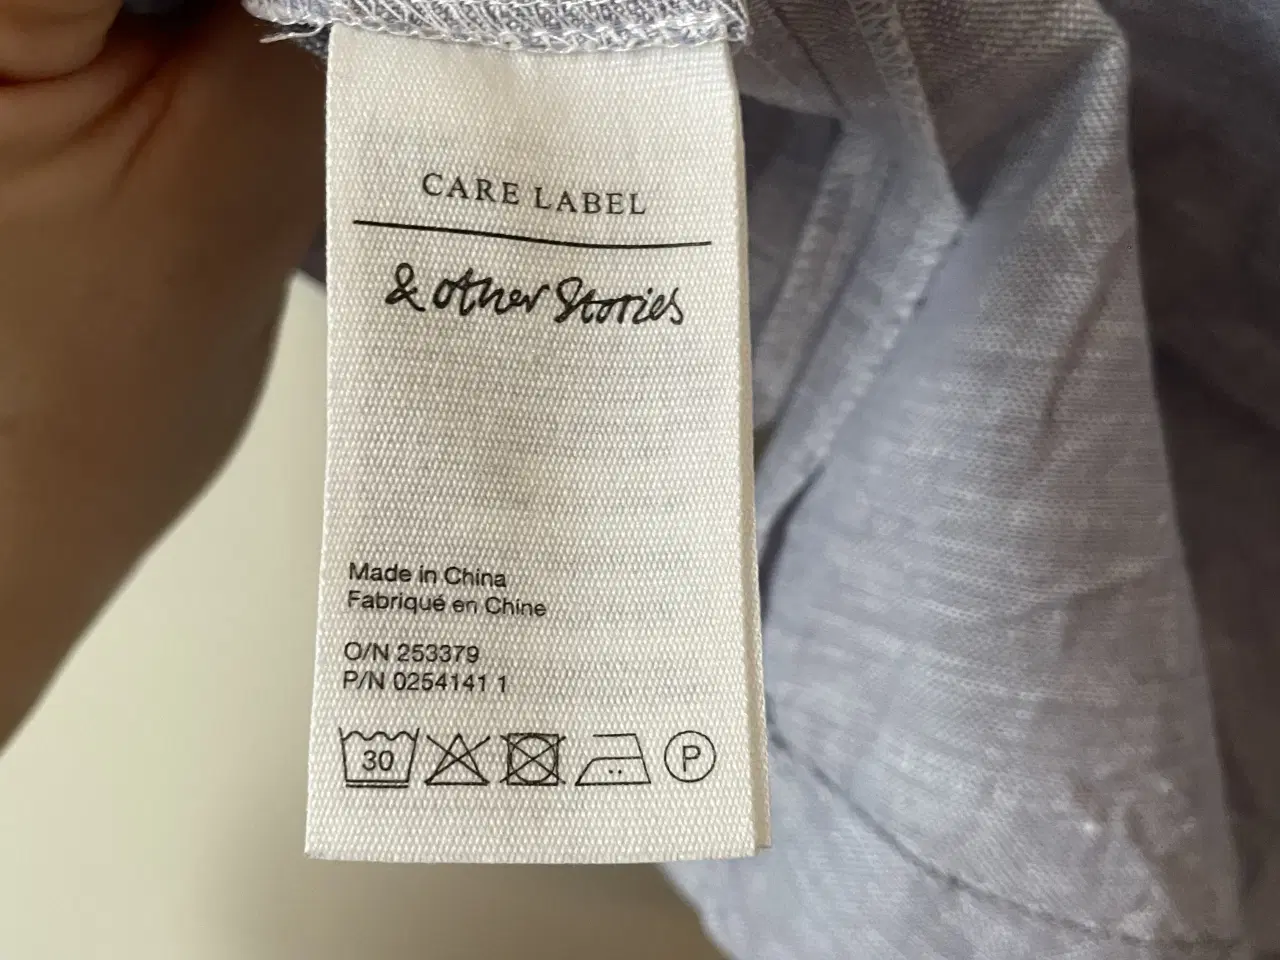 CARE LABEL
& other Stories
Made in China
Fabriqué en Chine
O/N 253379
P/N 0254141 1
30
P